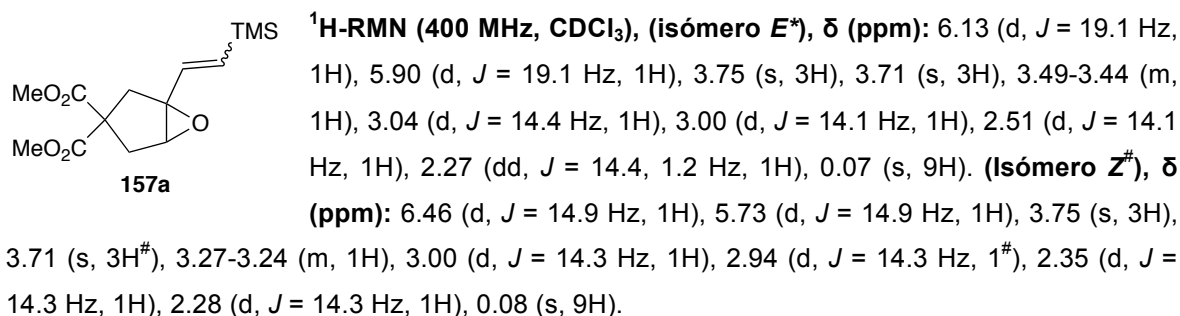 TMS
MeO₂C
MeO₂C
O
157a
¹H-RMN (400 MHz, CDCl₃), (isómero E*), δ (ppm): 6.13 (d, J = 19.1 Hz,
1H), 5.90 (d, J = 19.1 Hz, 1H), 3.75 (s, 3H), 3.71 (s, 3H), 3.49-3.44 (m,
1H), 3.04 (d, J = 14.4 Hz, 1H), 3.00 (d, J = 14.1 Hz, 1H), 2.51 (d, J = 14.1
Hz, 1H), 2.27 (dd, J = 14.4, 1.2 Hz, 1H), 0.07 (s, 9H). (Isómero Z#), δ
(ppm): 6.46 (d, J = 14.9 Hz, 1H), 5.73 (d, J = 14.9 Hz, 1H), 3.75 (s, 3H),
3.71 (s, 3H#), 3.27-3.24 (m, 1H), 3.00 (d, J = 14.3 Hz, 1H), 2.94 (d, J = 14.3 Hz, 1#), 2.35 (d, J =
14.3 Hz, 1H), 2.28 (d, J = 14.3 Hz, 1H), 0.08 (s, 9H).